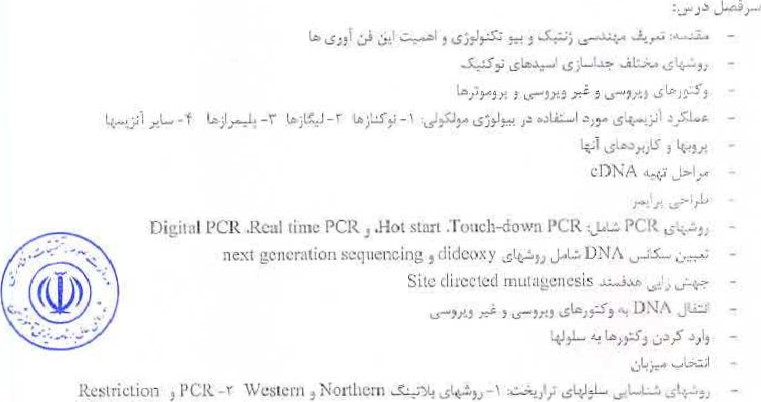 سرفصل درس:
- مقدمه: تعریف مهندسی ژنتیک و بیو تکنولوژی و اهمیت این فن آوری ها
- روشهای مختلف جداسازی اسیدهای نوکئیک
- وکتورهای ویروسی و غیر ویروسی و پروموترها
- عملکرد آنزیمهای مورد استفاده در بیولوژی مولکولی: ۱- نوکئازها ۲- لیگازها ۳- پلیمرازها ۴- سایر آنزیمها
- پروبها و کاربردهای آنها
- مراحل تهیه cDNA
- طراحی پرایمر
- روشهای PCR شامل: Hot start ،Touch-down PCR، و Digital PCR ،Real time PCR
- تعیین سکانس DNA شامل روشهای dideoxy و next generation sequencing
- جهش زایی هدفمند Site directed mutagenesis
- انتقال DNA به وکتورهای ویروسی و غیر ویروسی
- وارد کردن وکتورها به سلولها
- انتخاب میزبان
- روشهای شناسایی سلولهای تراریخت: ۱- روشهای بلاتینگ Northern و Western ۲- PCR و Restriction